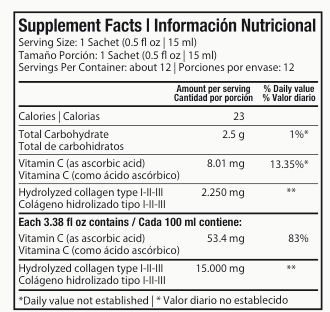 Supplement Facts | Información Nutricional
Serving Size: 1 Sachet (0.5 fl oz | 15 ml)
Tamaño Porción: 1 Sachet (0.5 fl oz | 15 ml)
Servings Per Container: about 12 | Porciones por envase: 12
Amount per serving % Daily value
Cantidad por porción % Valor diario
Calories | Calorias 23
Total Carbohydrate 2.5 g 1%*
Total de carbohidratos
Vitamin C (as ascorbic acid) 8.01 mg 13.35%*
Vitamina C (como ácido ascórbico)
Hydrolyzed collagen type I-II-III 2.250 mg **
Colágeno hidrolizado tipo I-II-III
Each 3.38 fl oz contains / Cada 100 ml contiene:
Vitamin C (as ascorbic acid) 53.4 mg 83%
Vitamina C (como ácido ascórbico)
Hydrolyzed collagen type I-II-III 15.000 mg **
Colágeno hidrolizado tipo I-II-III
*Daily value not established | * Valor diario no establecido